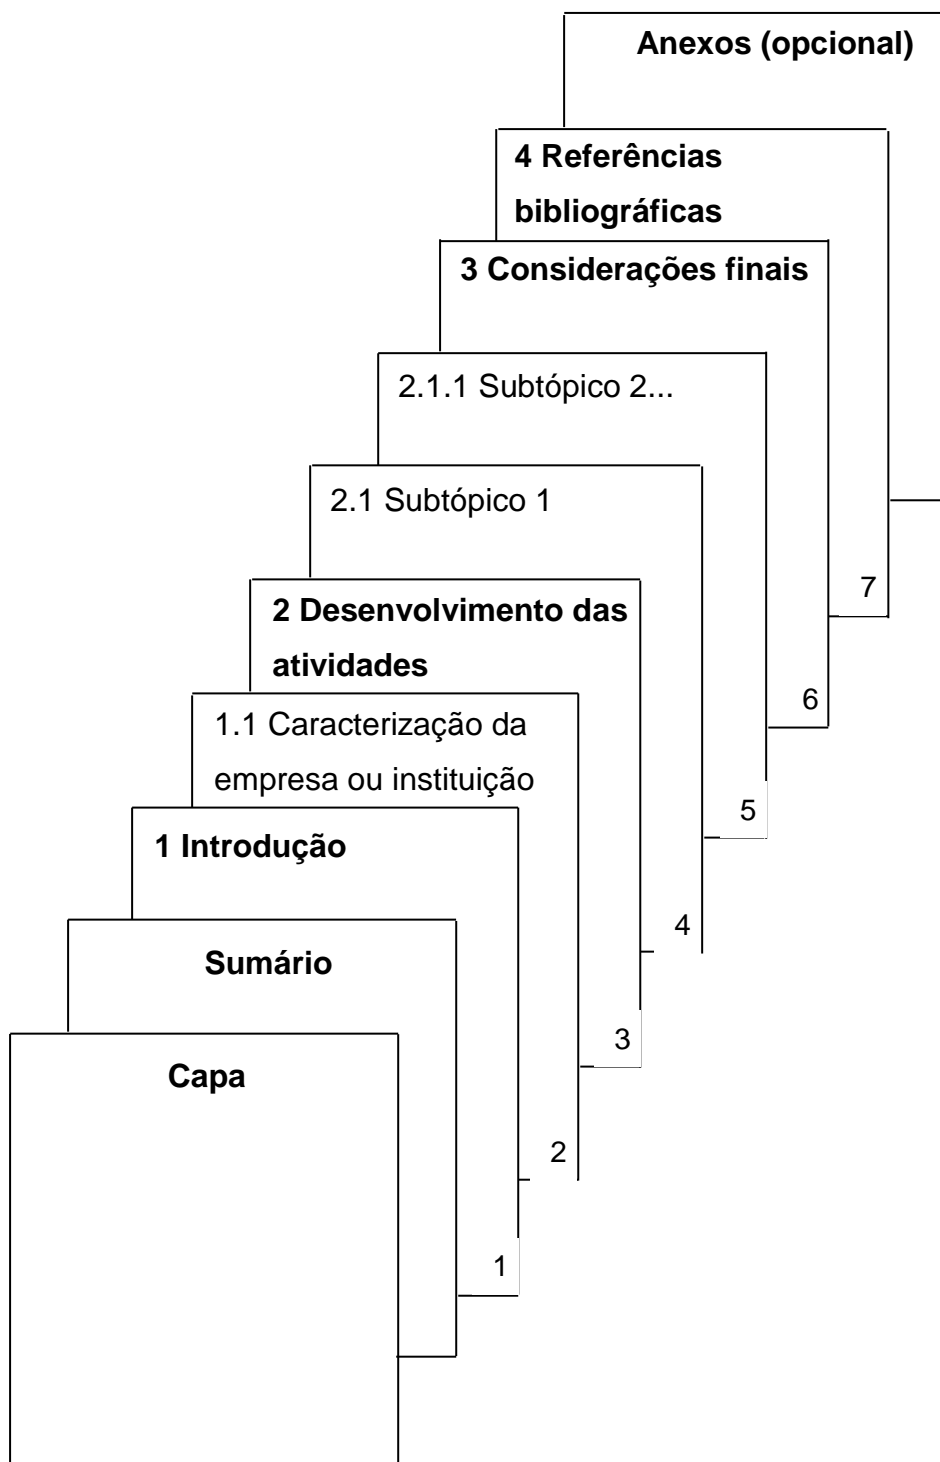 Anexos (opcional)
4 Referências
bibliográficas
3 Considerações finais
2.1.1 Subtópico 2...
2.1 Subtópico 1
7
2 Desenvolvimento das
atividades
6
1.1 Caracterização da
empresa ou instituição
5
1 Introdução
4
Sumário
3
Capa
2
1